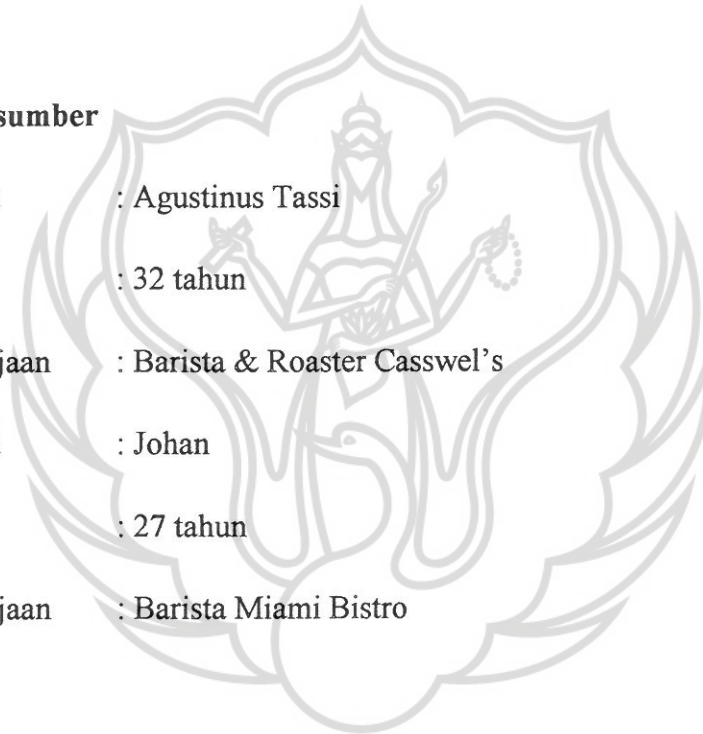 sumber
: Agustinus Tassi
: 32 tahun
jaan : Barista & Roaster Casswel's
: Johan
: 27 tahun
jaan : Barista Miami Bistro